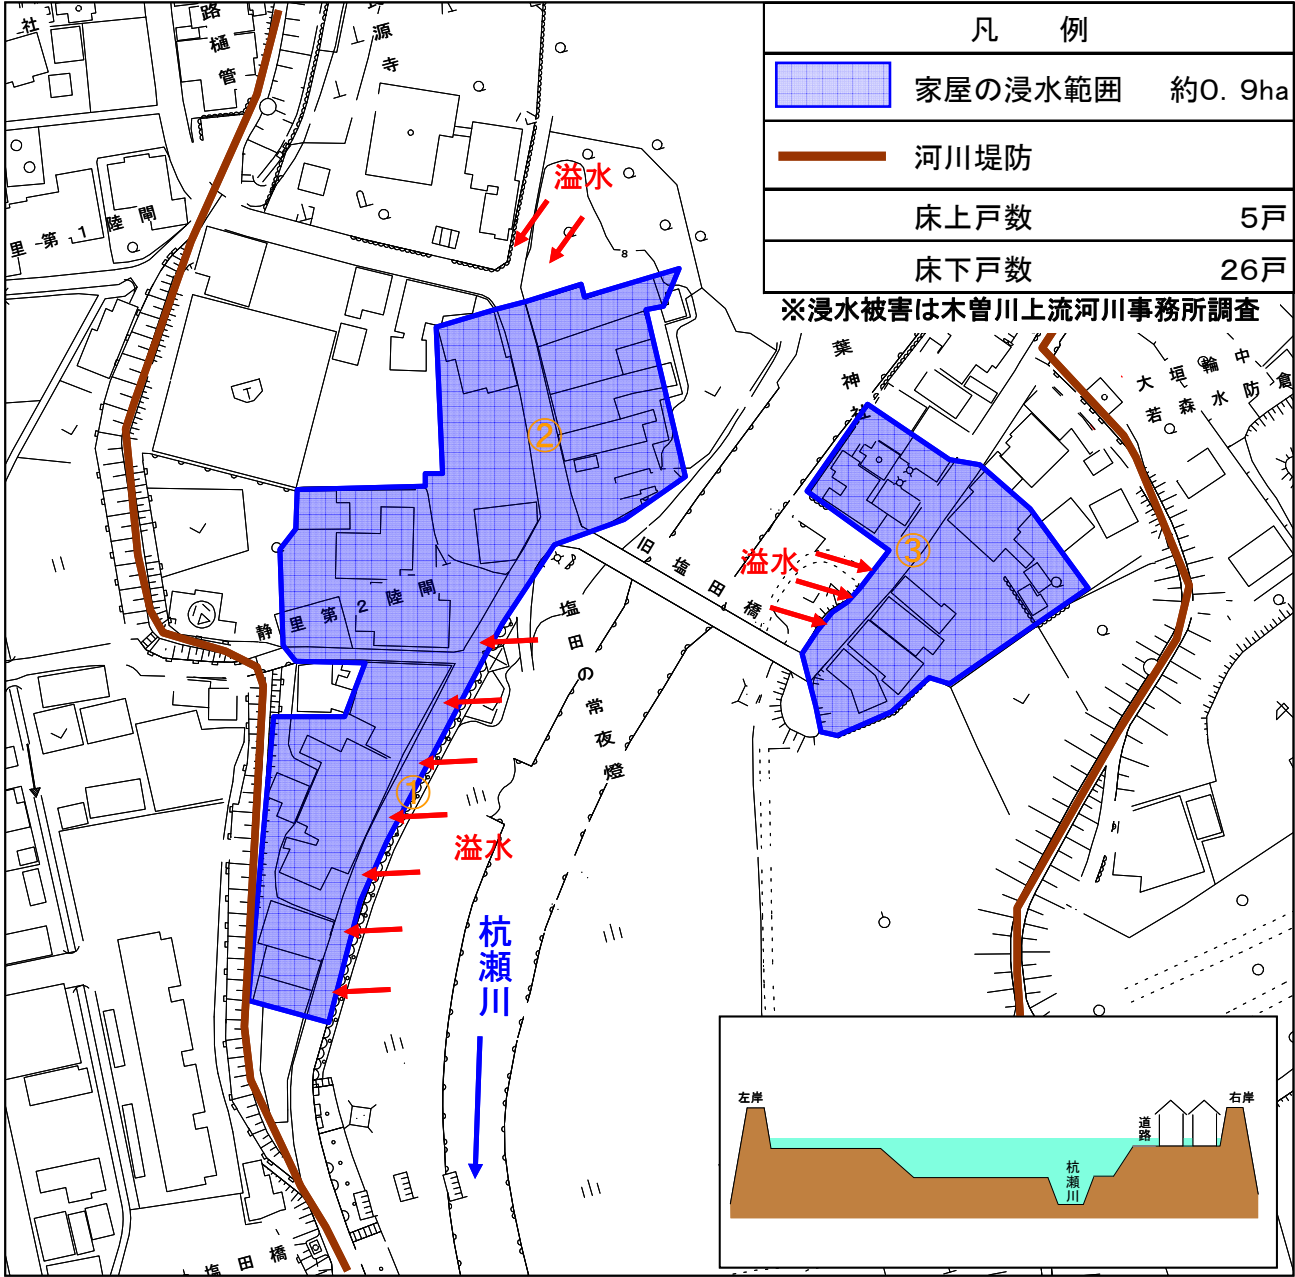 凡 例
家屋の浸水範囲 約0.9ha
河川堤防
床上戸数 5戸
床下戸数 26戸
※浸水被害は木曽川上流河川事務所調査
社
路樋管
源寺
里第1陸閘
溢水
8
葉神社
大垣輪中
若森水防倉
②
③
旧塩田橋
溢水
静里第2陸閘
塩田の常夜燈
①
溢水
杭瀬川
塩田橋
左岸
右岸
道路
杭瀬川